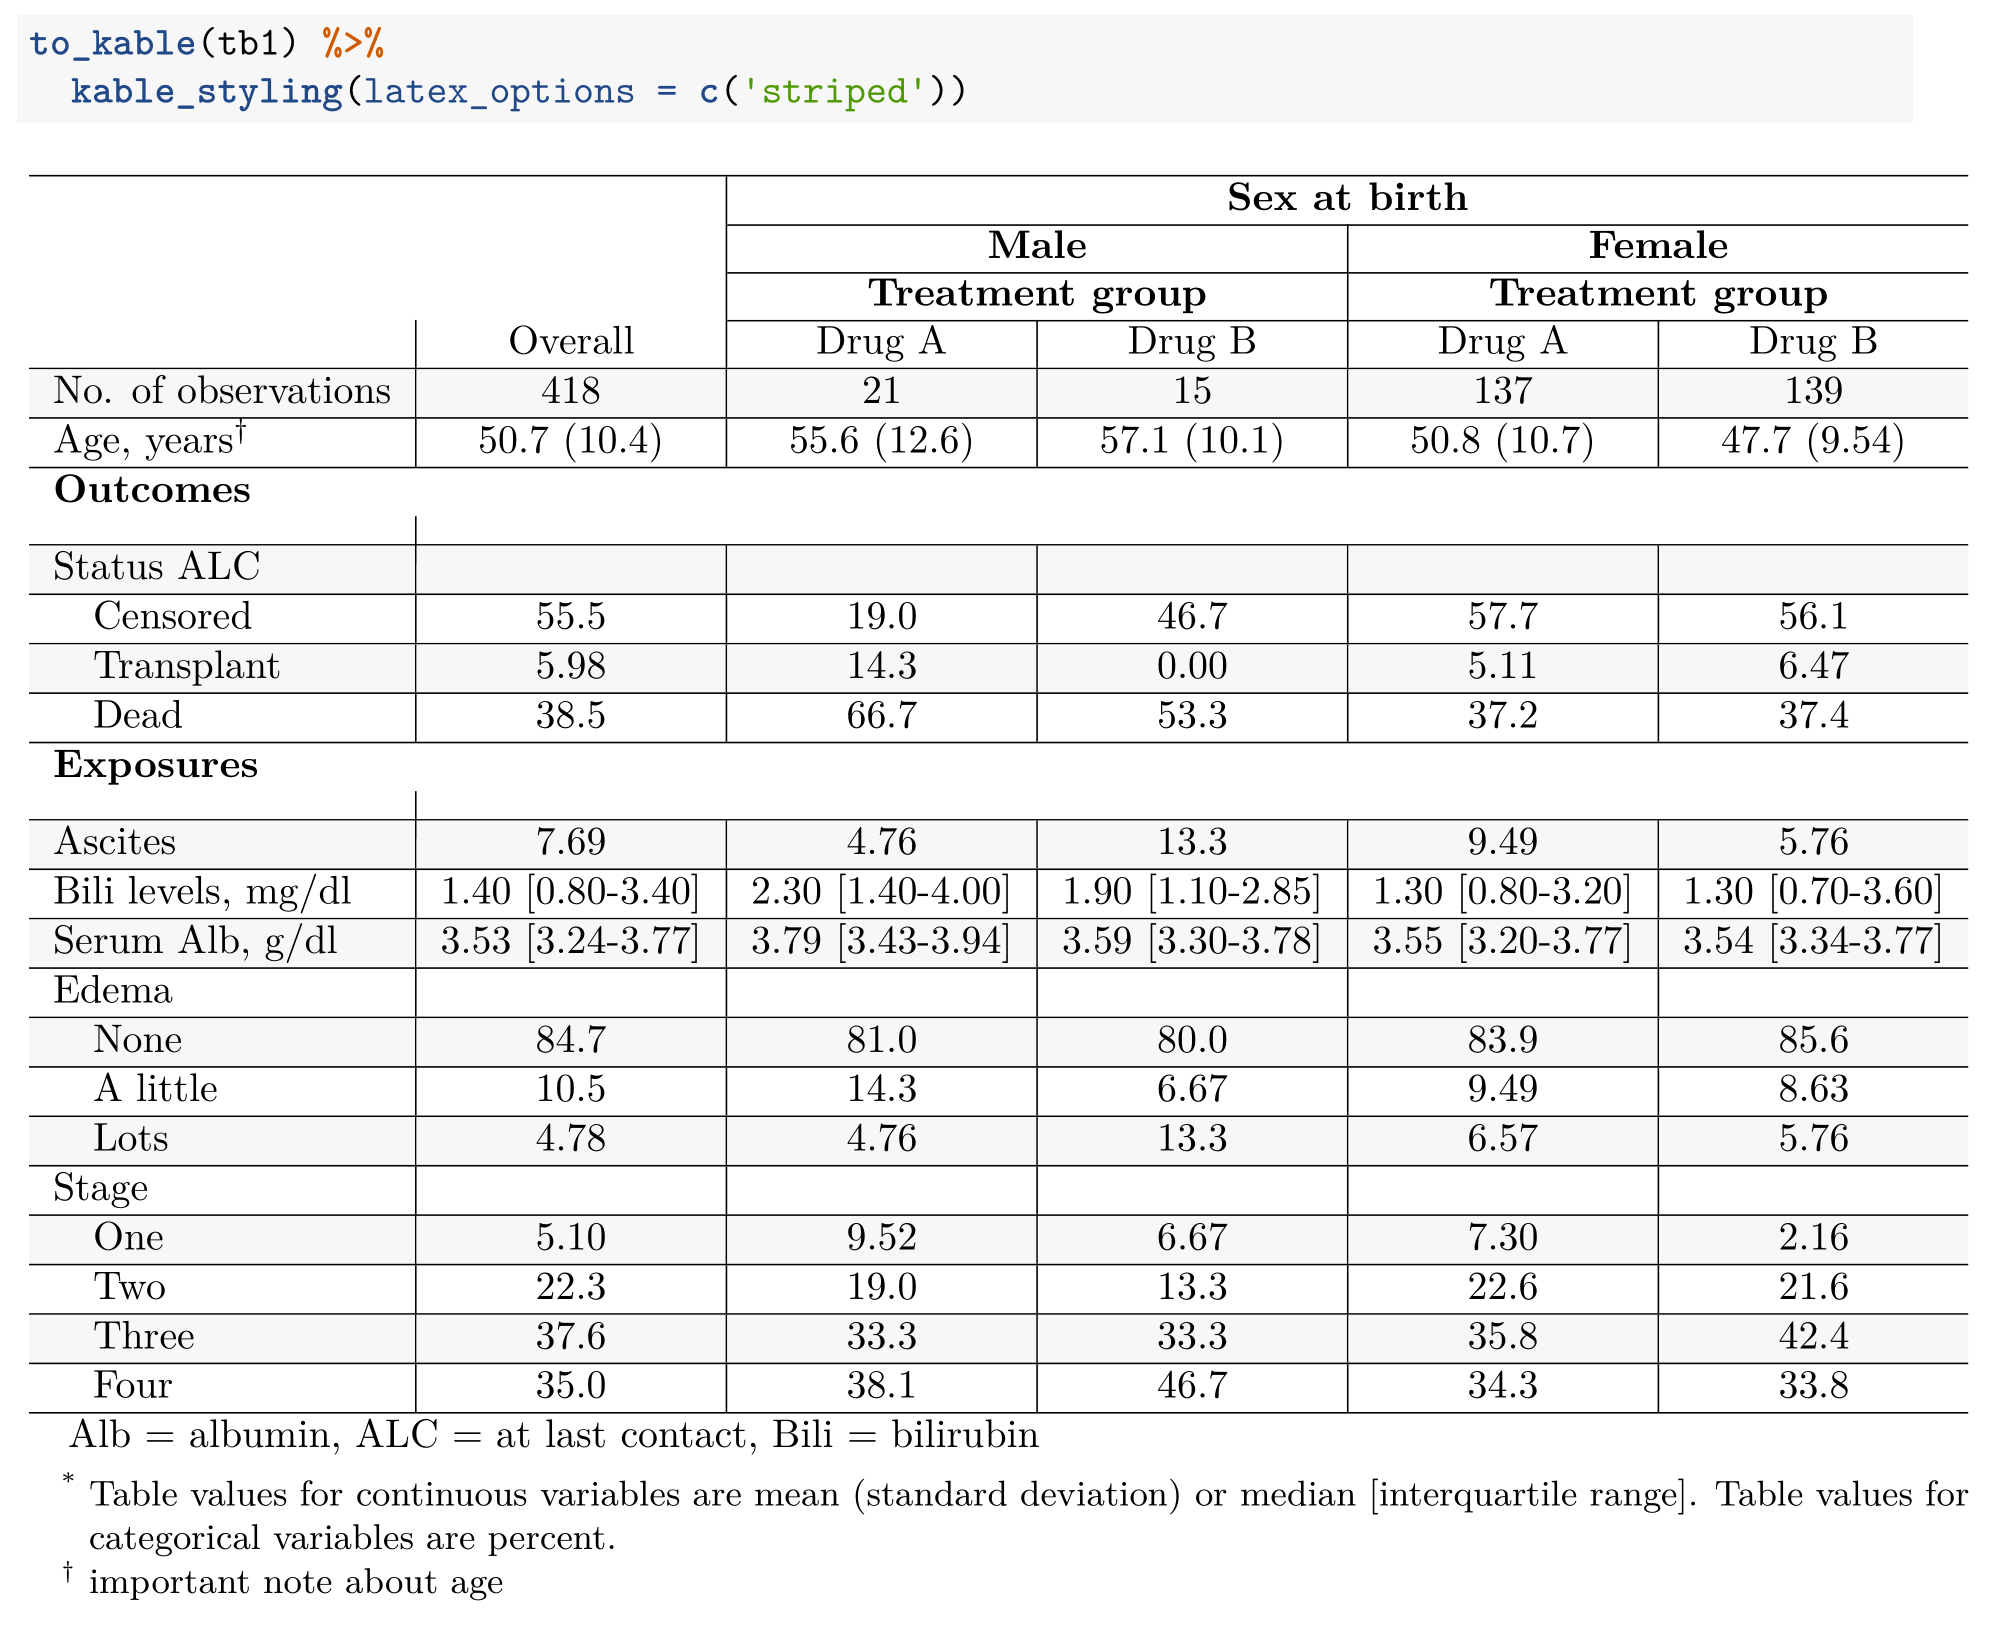 to_kable(tb1) %>%
  kable_styling(latex_options = c('striped'))
Sex at birth
Male Female
Treatment group Treatment group
Overall Drug A Drug B Drug A Drug B
No. of observations 418 21 15 137 139
Age, years† 50.7 (10.4) 55.6 (12.6) 57.1 (10.1) 50.8 (10.7) 47.7 (9.54)
Outcomes
Status ALC
Censored 55.5 19.0 46.7 57.7 56.1
Transplant 5.98 14.3 0.00 5.11 6.47
Dead 38.5 66.7 53.3 37.2 37.4
Exposures
Ascites 7.69 4.76 13.3 9.49 5.76
Bili levels, mg/dl 1.40 [0.80-3.40] 2.30 [1.40-4.00] 1.90 [1.10-2.85] 1.30 [0.80-3.20] 1.30 [0.70-3.60]
Serum Alb, g/dl 3.53 [3.24-3.77] 3.79 [3.43-3.94] 3.59 [3.30-3.78] 3.55 [3.20-3.77] 3.54 [3.34-3.77]
Edema
None 84.7 81.0 80.0 83.9 85.6
A little 10.5 14.3 6.67 9.49 8.63
Lots 4.78 4.76 13.3 6.57 5.76
Stage
One 5.10 9.52 6.67 7.30 2.16
Two 22.3 19.0 13.3 22.6 21.6
Three 37.6 33.3 33.3 35.8 42.4
Four 35.0 38.1 46.7 34.3 33.8
Alb = albumin, ALC = at last contact, Bili = bilirubin
* Table values for continuous variables are mean (standard deviation) or median [interquartile range]. Table values for
categorical variables are percent.
† important note about age